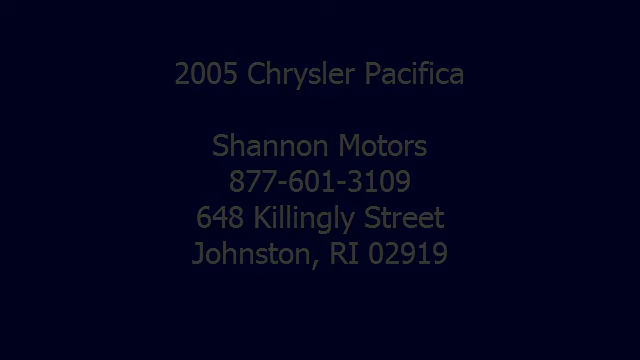 2005 Chrysler Pacifica
Shannon Motors
877-601-3109
648 Killingly Street
Johnston, RI 02919